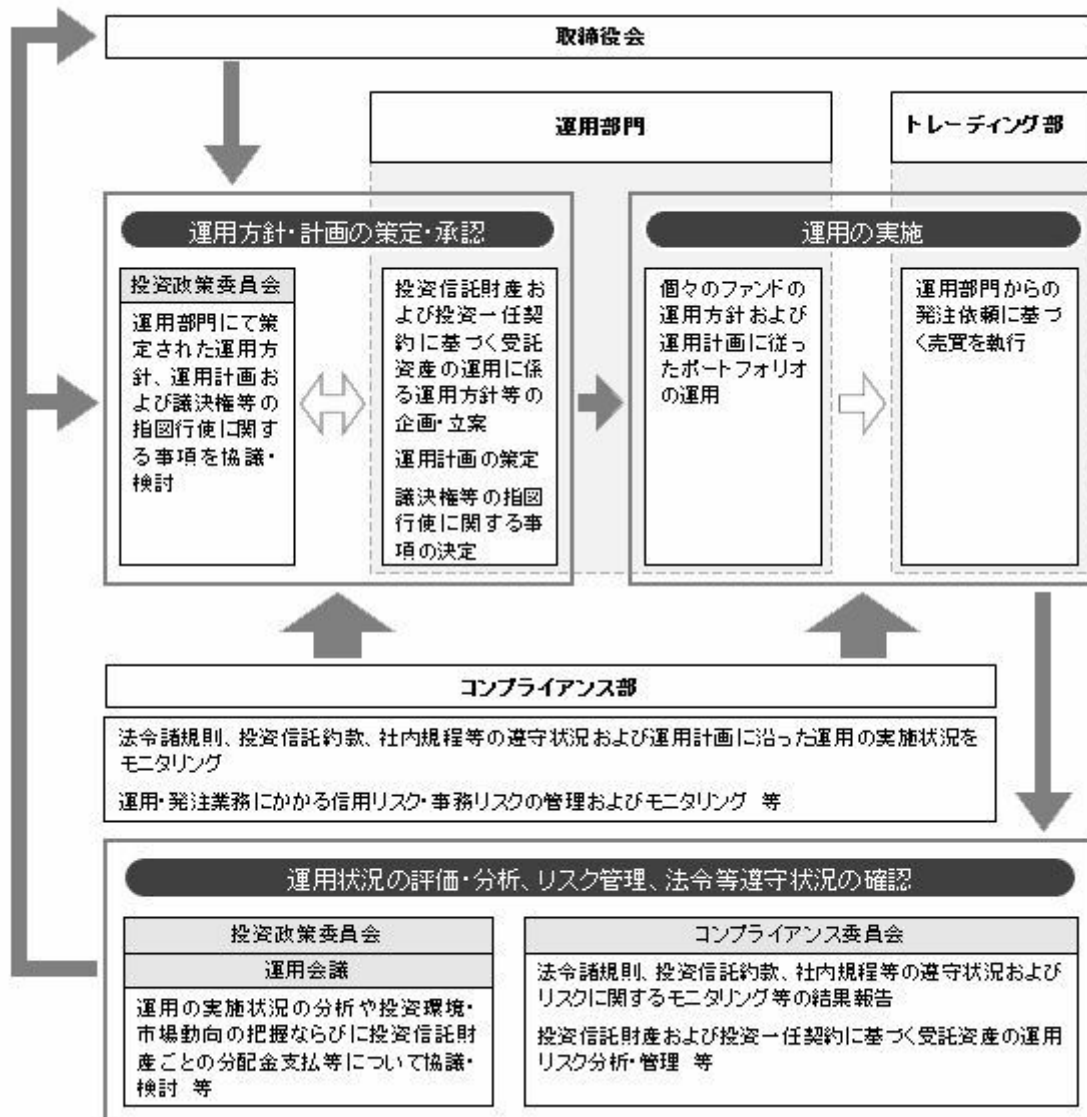 取締役会
運用部門
トレーディング部
運用方針・計画の策定・承認
投資政策委員会
運用部門にて策
定された運用方
針、運用計画お
よび議決権等の
指図行使に関す
る事項を協議・
検討
投資信託財産お
よび投資一任契
約に基づく受託
資産の運用に係
る運用方針等の
企画・立案
運用計画の策定
議決権等の指図
行使に関する事
項の決定
運用の実施
個々のファンドの
運用方針および
運用計画に従っ
たポートフォリオ
の運用
運用部門からの
発注依頼に基づ
く売買を執行
コンプライアンス部
法令諸規則、投資信託約款、社内規程等の遵守状況および運用計画に沿った運用の実施状況を
モニタリング
運用・発注業務にかかる信用リスク・事務リスクの管理およびモニタリング 等
運用状況の評価・分析、リスク管理、法令等遵守状況の確認
投資政策委員会
運用会議
運用の実施状況の分析や投資環境・
市場動向の把握ならびに投資信託財
産ごとの分配金支払等について協議・
検討 等
コンプライアンス委員会
法令諸規則、投資信託約款、社内規程等の遵守状況および
リスクに関するモニタリング等の結果報告
投資信託財産および投資一任契約に基づく受託資産の運用
リスク分析・管理 等